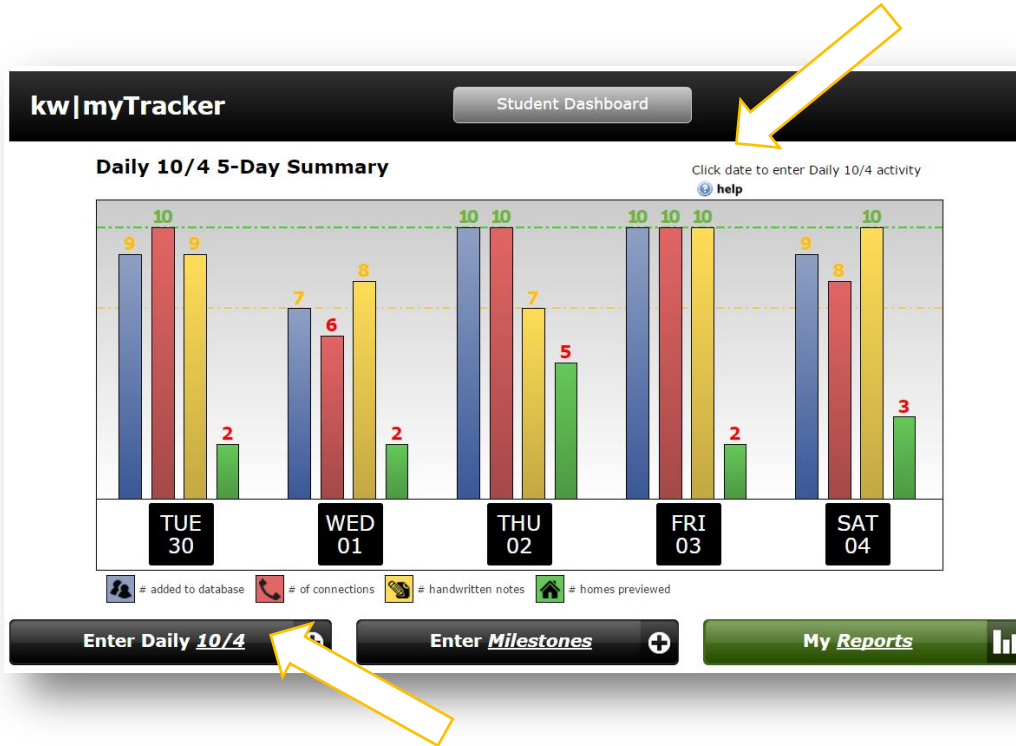 kw|myTracker
Student Dashboard
Daily 10/4 5-Day Summary
Click date to enter Daily 10/4 activity
help
9 10 9 2
7 6 8 2
10 10 7 5
10 10 10 2
9 8 10 3
TUE
30
WED
01
THU
02
FRI
03
SAT
04
# added to database # of connections # handwritten notes # homes previewed
Enter Daily 10/4 Enter Milestones My Reports